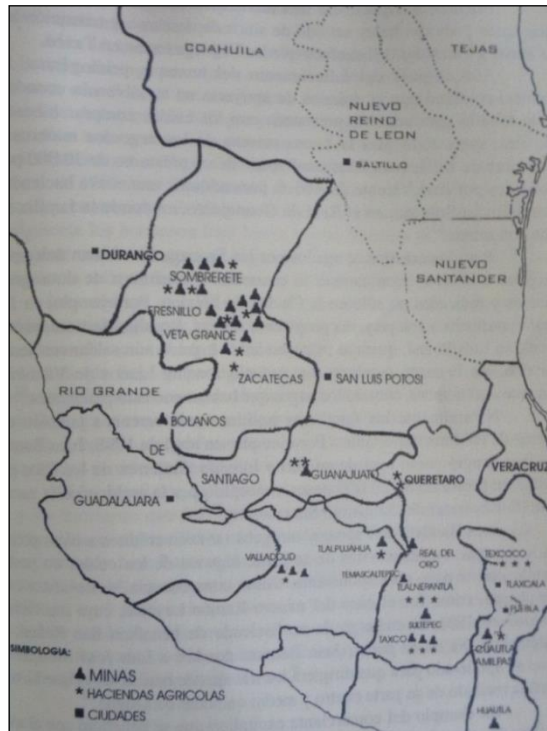 COAHUILA
TEJAS
NUEVO
REINO
DE LEON
SALTILLO
DURANGO
SOMBRERETE
NUEVO
SANTANDER
FRESNILLO
VETA GRANDE
ZACATECAS
SAN LUIS POTOSI
RIO GRANDE
BOLAÑOS
DE
SANTIAGO
GUANAJUATO
QUERETARO
VERACRUZ
GUADALAJARA
TLALPUJAHUA
REAL DEL
ORO
VALLADOLID
TEMASCALTEPEC
TEXCOCO
TLALNEPANTLA
TLAXCALA
PUEBLA
SULTEPEC
TAXCO
IZUAUTLA
AMILPAS
SIMBOLOGIA:
MINAS
HACIENDAS AGRICOLAS
CIUDADES
HUAUTLA